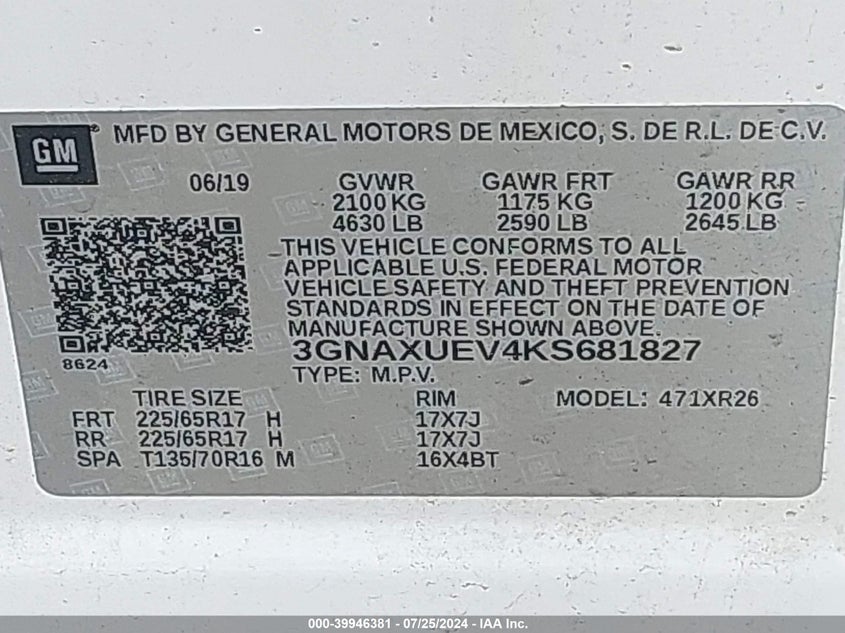 GM® MFD BY GENERAL MOTORS DE MEXICO, S. DE R.L. DE C.V.
06/19 GVWR GAWR FRT GAWR RR
2100 KG 1175 KG 1200 KG
4630 LB 2590 LB 2645 LB
THIS VEHICLE CONFORMS TO ALL
APPLICABLE U.S. FEDERAL MOTOR
VEHICLE SAFETY AND THEFT PREVENTION
STANDARDS IN EFFECT ON THE DATE OF
MANUFACTURE SHOWN ABOVE.
8624 3GNAXUEV4KS681827
TYPE: M.P.V.
TIRE SIZE RIM MODEL: 471XR26
FRT 225/65R17 H 17X7J
RR 225/65R17 H 17X7J
SPA T135/70R16 M 16X4BT
000-39946381 - 07/25/2024 - IAA Inc.